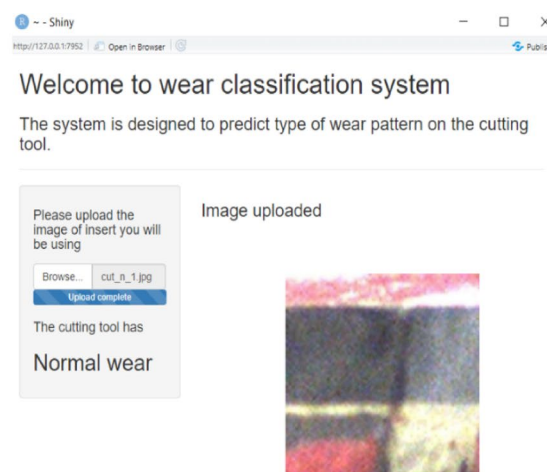 ~ - Shiny
http://127.0.0.1:7952
Open in Browser
Publis
Welcome to wear classification system
The system is designed to predict type of wear pattern on the cutting
tool.
Please upload the
image of insert you will
be using
Browse...
cut_n_1.jpg
Upload complete
The cutting tool has
Normal wear
Image uploaded